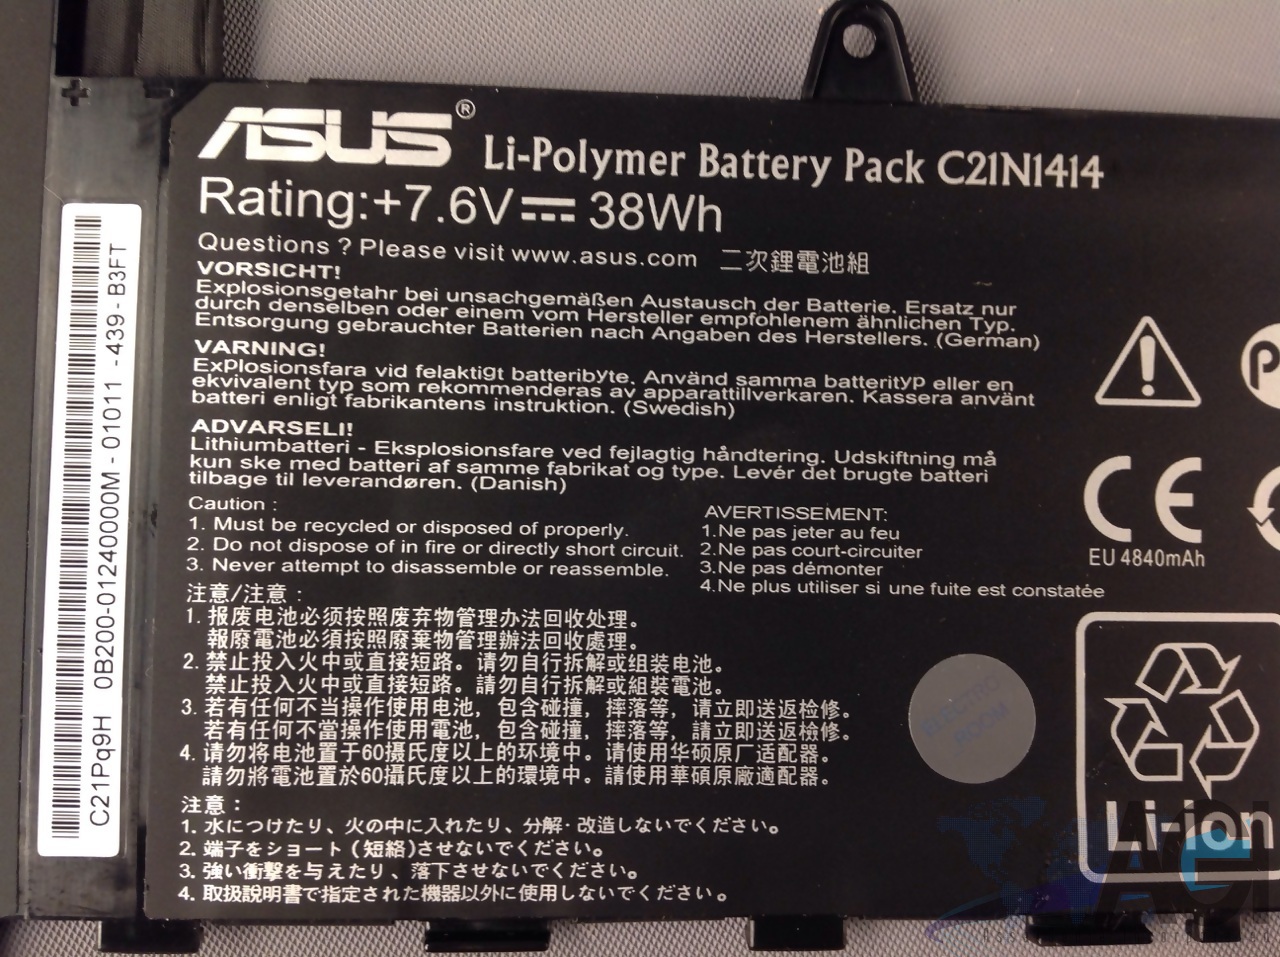 ASUS® Li-Polymer Battery Pack C21N1414
Rating:+7.6V⎓ 38Wh
Questions ? Please visit www.asus.com 二次鋰電池組
VORSICHT!
Explosionsgetahr bei unsachgemäßen Austausch der Batterie. Ersatz nur
durch denselben oder einem vom Hersteller empfohlenem ähnlichen Typ.
Entsorgung gebrauchter Batterien nach Angaben des Herstellers. (German)
VARNING!
ExPlosionsfara vid felaktigt batteribyte. Använd samma batterityp eller en
ekvivalent typ som rekommenderas av apparattillverkaren. Kassera använt
batteri enligt fabrikantens instruktion. (Swedish)
ADVARSELI!
Lithiumbatteri - Eksplosionsfare ved fejlagtig håndtering. Udskiftning må
kun ske med batteri af samme fabrikat og type. Levér det brugte batteri
tilbage til leverandøren. (Danish)
Caution :
1. Must be recycled or disposed of properly.
2. Do not dispose of in fire or directly short circuit.
3. Never attempt to disassemble or reassemble.
AVERTISSEMENT:
1.Ne pas jeter au feu
2.Ne pas court-circuiter
3.Ne pas démonter
4.Ne plus utiliser si une fuite est constatée
注意/注意：
1. 报废电池必须按照废弃物管理办法回收处理。
報廢電池必須按照廢棄物管理辦法回收處理。
2. 禁止投入火中或直接短路。请勿自行拆解或组装电池。
禁止投入火中或直接短路。請勿自行拆解或組裝電池。
3. 若有任何不当操作使用电池，包含碰撞，摔落等，请立即送返检修。
若有任何不當操作使用電池，包含碰撞，摔落等，請立即送返檢修。
4. 请勿将电池置于60摄氏度以上的环境中。请使用华硕原厂适配器。
請勿將電池置於60攝氏度以上的環境中。請使用華碩原廠適配器。
注意：
1. 水につけたり、火の中に入れたり、分解·改造しないでください。
2. 端子をショート（短絡）させないでください。
3. 強い衝撃を与えたり、落下させないでください。
4. 取扱説明書で指定された機器以外に使用しないください。
CE
EU 4840mAh
Li-ion
C21Pq9H 0B200-01240000M - 01011 - 439 - B3FT
ELECTRO
ROOM